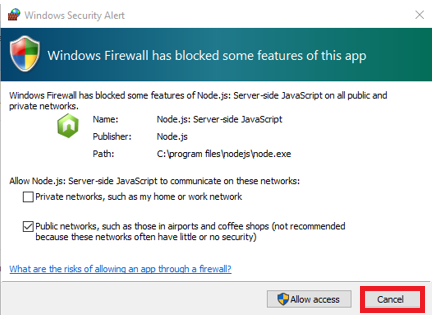 Windows Security Alert
Windows Firewall has blocked some features of this app
Windows Firewall has blocked some features of Node.js: Server-side JavaScript on all public and
private networks.
Name: Node.js: Server-side JavaScript
Publisher: Node.js
Path: C:\program files\nodejs\node.exe
Allow Node.js: Server-side JavaScript to communicate on these networks:
Private networks, such as my home or work network
Public networks, such as those in airports and coffee shops (not recommended
because these networks often have little or no security)
What are the risks of allowing an app through a firewall?
Allow access Cancel